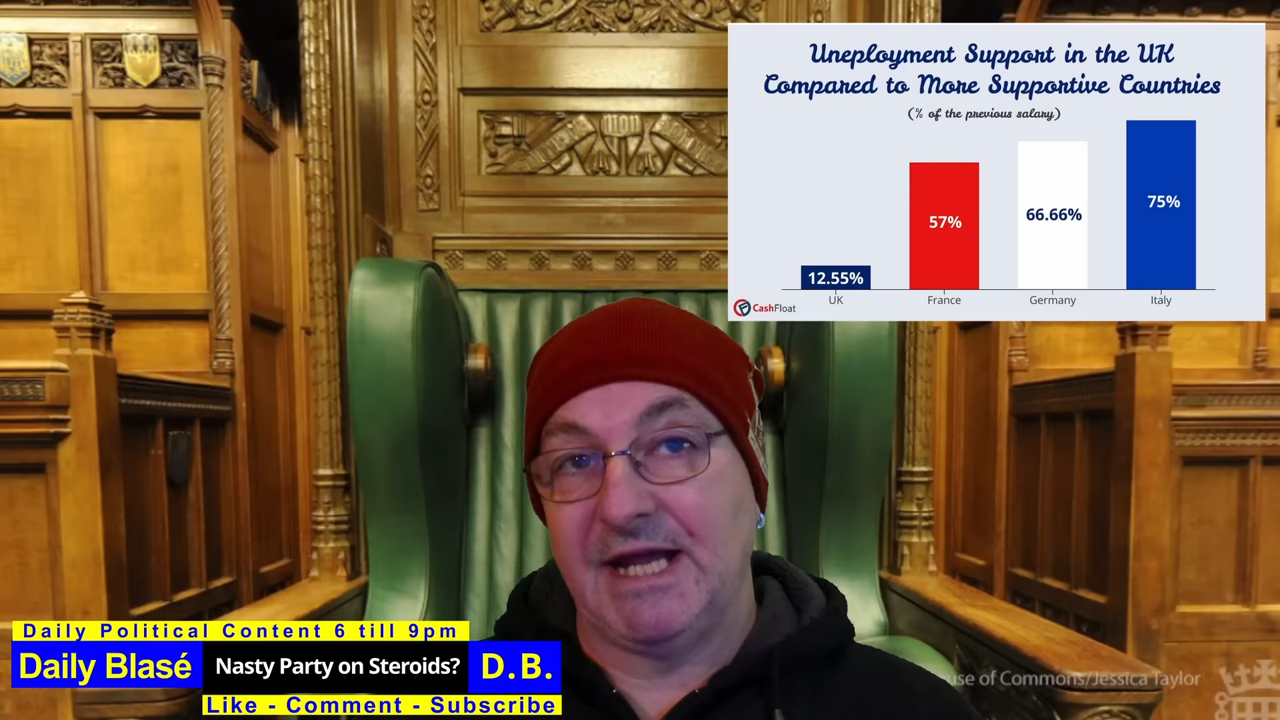 Uneployment Support in the UK
Compared to More Supportive Countries
(% of the previous salary)
12.55%
57%
66.66%
75%
UK
France
Germany
Italy
CashFloat
Daily Political Content 6 till 9pm
Daily Blasé
Nasty Party on Steroids?
D.B.
Like - Comment - Subscribe
of Commons/Jessica Taylor